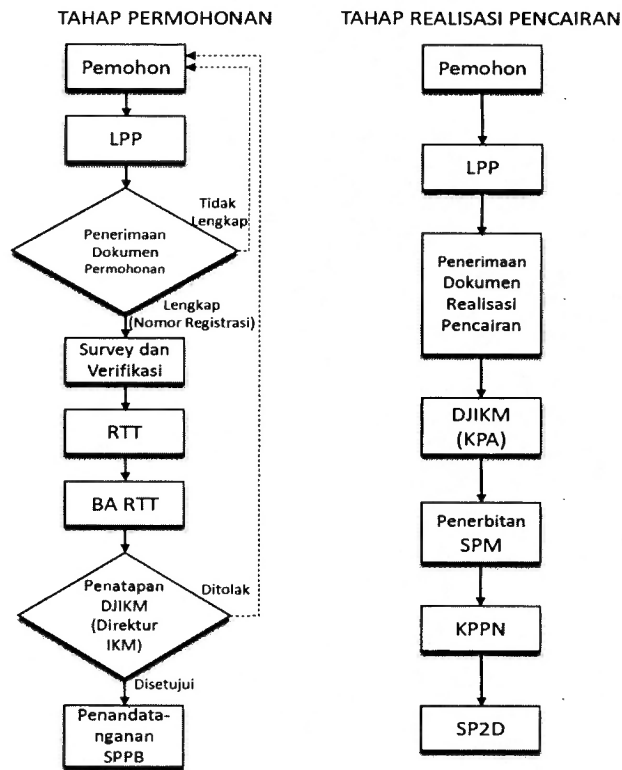 TAHAP PERMOHONAN
Pemohon
LPP
Tidak
Lengkap
Penerimaan
Dokumen
Permohonan
Lengkap
(Nomor Registrasi)
Survey dan
Verifikasi
RTT
BA RTT
Penatapan
DJIKM
(Direktur
IKM)
Ditolak
Disetujui
Penandata-
nganan
SPPB
TAHAP REALISASI PENCAIRAN
Pemohon
LPP
Penerimaan
Dokumen
Realisasi
Pencairan
DJIKM
(KPA)
Penerbitan
SPM
KPPN
SP2D